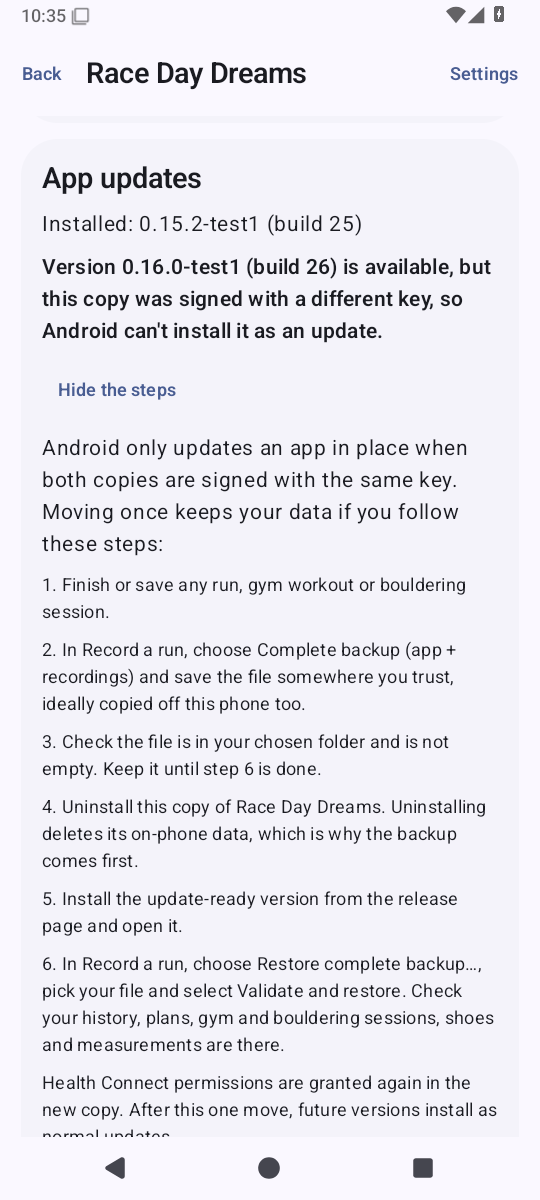 10:35
Back Race Day Dreams Settings
App updates
Installed: 0.15.2-test1 (build 25)
Version 0.16.0-test1 (build 26) is available, but
this copy was signed with a different key, so
Android can't install it as an update.
Hide the steps
Android only updates an app in place when
both copies are signed with the same key.
Moving once keeps your data if you follow
these steps:
1. Finish or save any run, gym workout or bouldering
session.
2. In Record a run, choose Complete backup (app +
recordings) and save the file somewhere you trust,
ideally copied off this phone too.
3. Check the file is in your chosen folder and is not
empty. Keep it until step 6 is done.
4. Uninstall this copy of Race Day Dreams. Uninstalling
deletes its on-phone data, which is why the backup
comes first.
5. Install the update-ready version from the release
page and open it.
6. In Record a run, choose Restore complete backup…,
pick your file and select Validate and restore. Check
your history, plans, gym and bouldering sessions, shoes
and measurements are there.
Health Connect permissions are granted again in the
new copy. After this one move, future versions install as
normal updates.